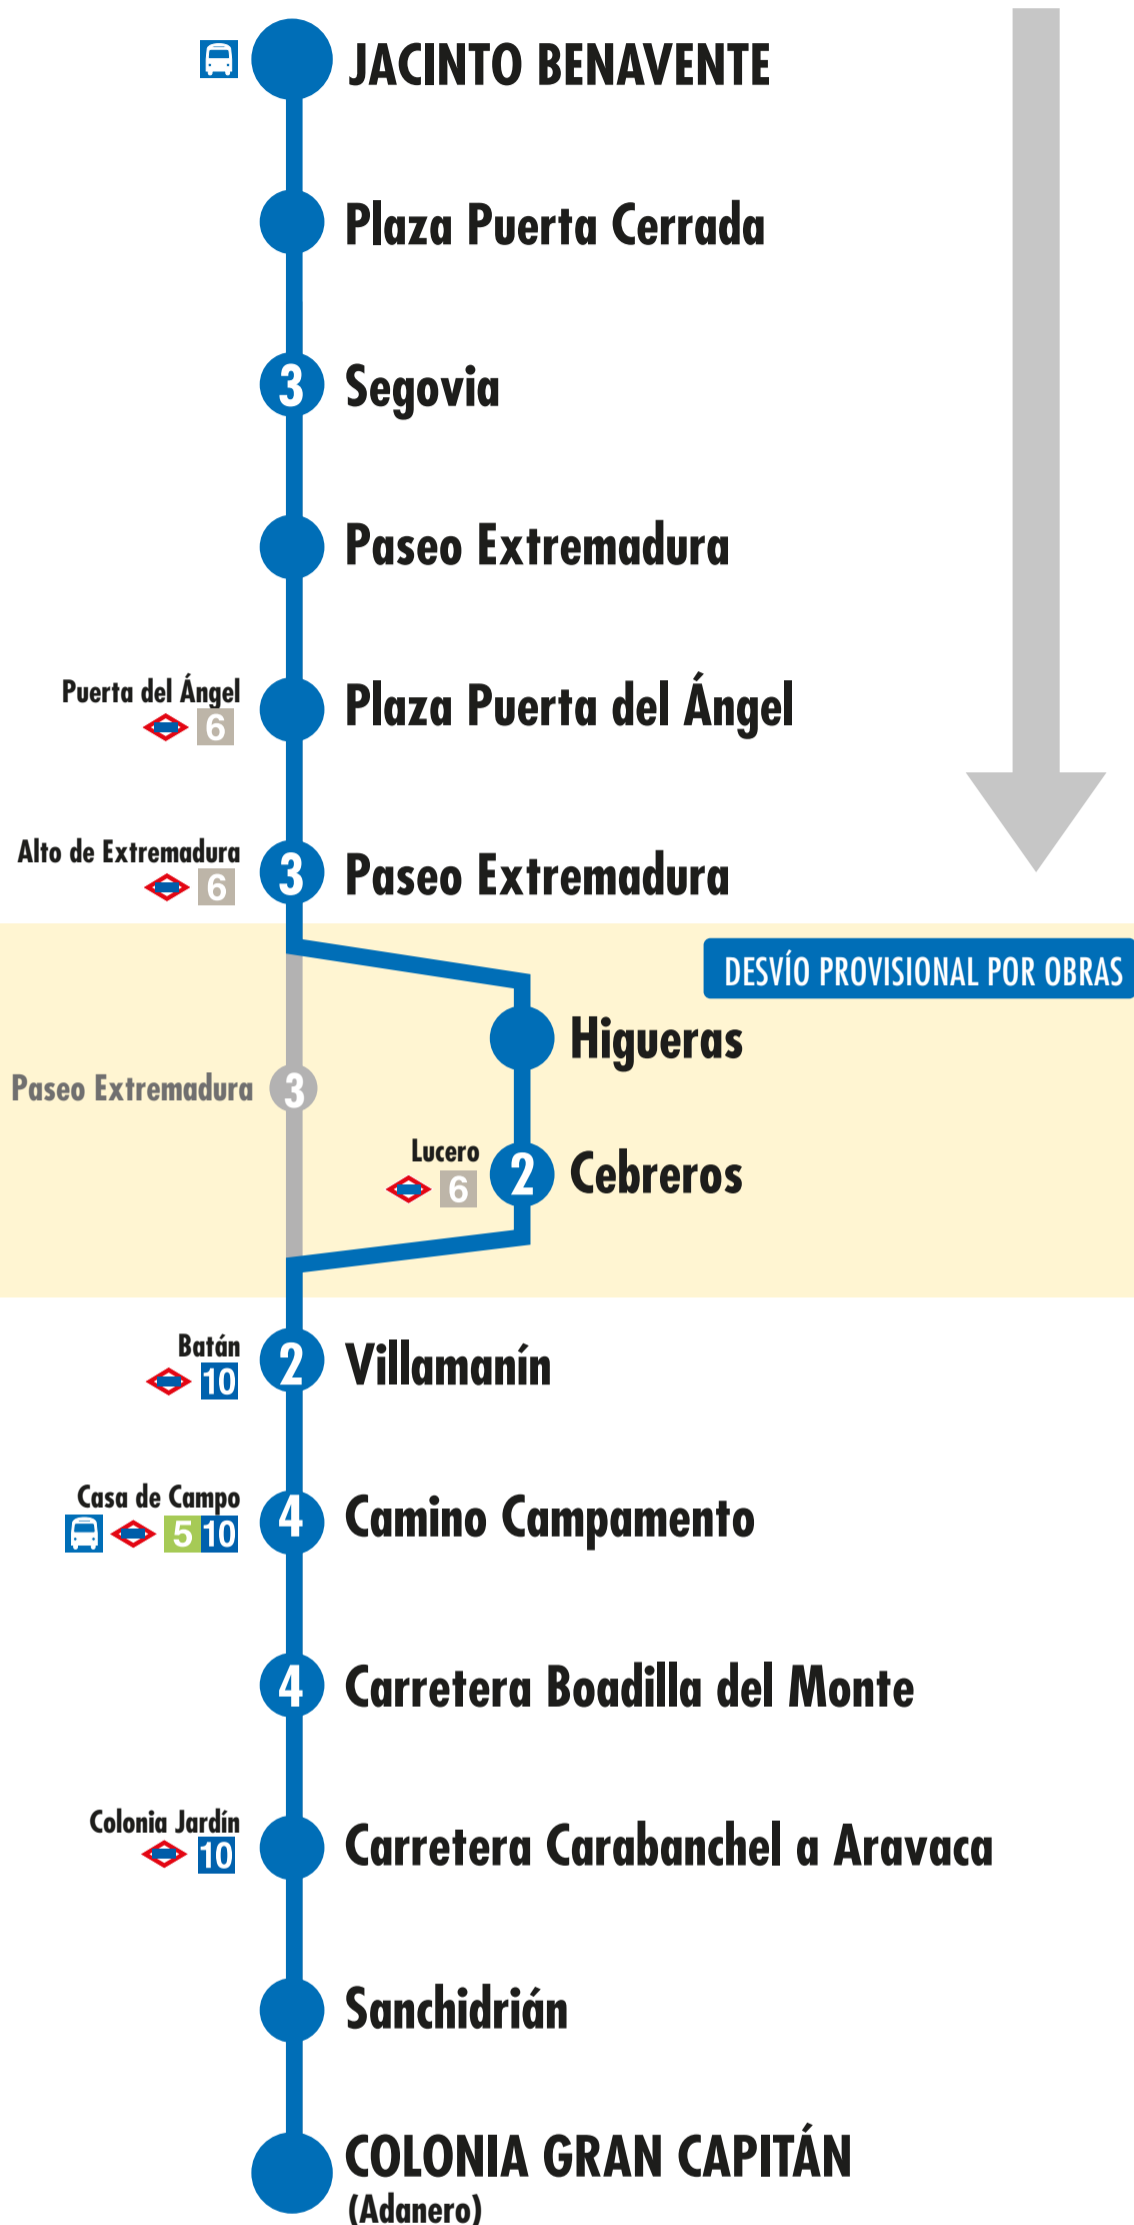 JACINTO BENAVENTE
Plaza Puerta Cerrada
3 Segovia
Paseo Extremadura
Puerta del Ángel
6
Plaza Puerta del Ángel
Alto de Extremadura
6
3 Paseo Extremadura
DESVÍO PROVISIONAL POR OBRAS
Higueras
Paseo Extremadura 3
Lucero
6
2 Cebreros
Batán
10
2 Villamanín
Casa de Campo
5 10
4 Camino Campamento
4 Carretera Boadilla del Monte
Colonia Jardín
10
Carretera Carabanchel a Aravaca
Sanchidrián
COLONIA GRAN CAPITÁN
(Adanero)